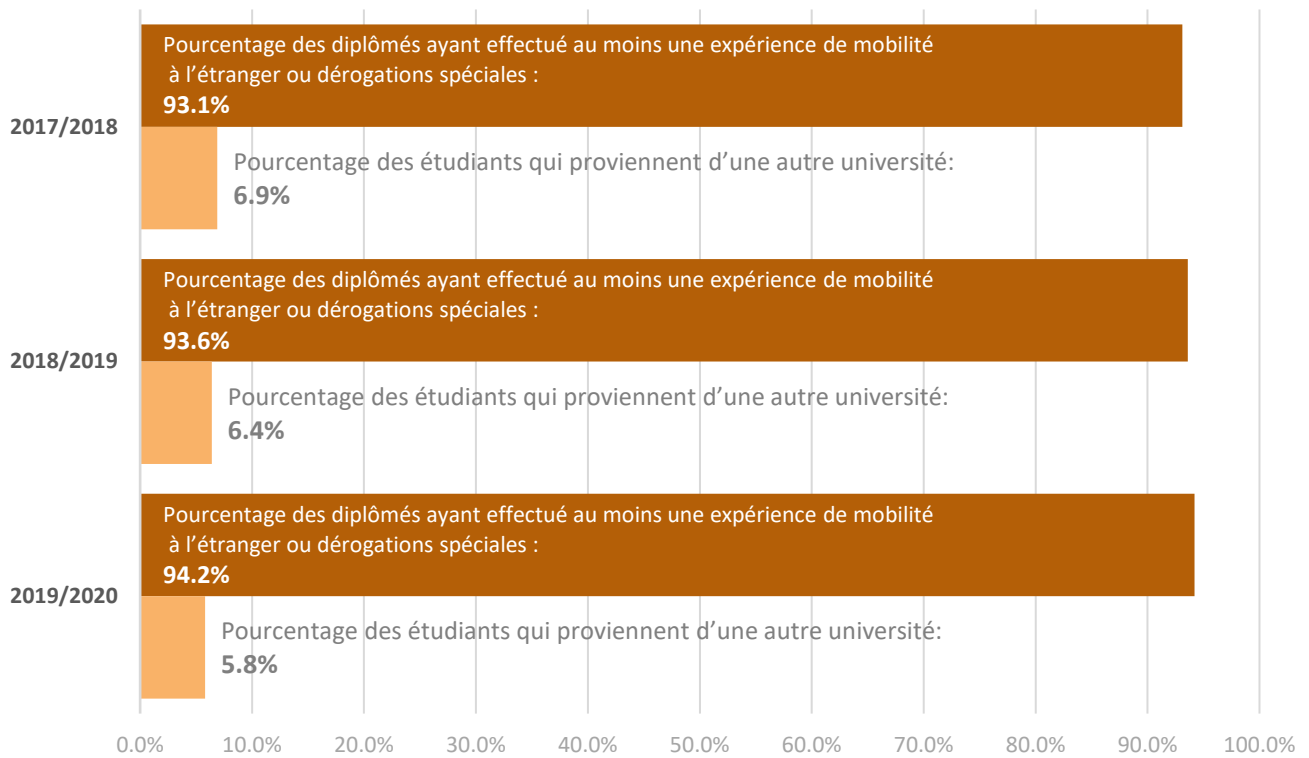 Pourcentage des diplômés ayant effectué au moins une expérience de mobilité
à l'étranger ou dérogations spéciales :
93.1%
2017/2018
Pourcentage des étudiants qui proviennent d'une autre université:
6.9%
Pourcentage des diplômés ayant effectué au moins une expérience de mobilité
à l'étranger ou dérogations spéciales :
93.6%
2018/2019
Pourcentage des étudiants qui proviennent d'une autre université:
6.4%
Pourcentage des diplômés ayant effectué au moins une expérience de mobilité
à l'étranger ou dérogations spéciales :
94.2%
2019/2020
Pourcentage des étudiants qui proviennent d'une autre université:
5.8%
0.0% 10.0% 20.0% 30.0% 40.0% 50.0% 60.0% 70.0% 80.0% 90.0% 100.0%